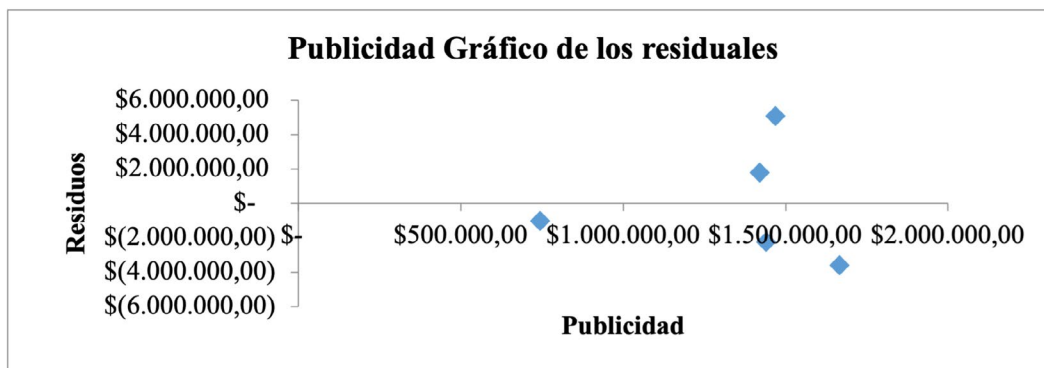 Publicidad Gráfico de los residuales
$6.000.000,00
$4.000.000,00
$2.000.000,00
$-
$(2.000.000,00)
$(4.000.000,00)
$(6.000.000,00)
Residuos
$- $500.000,00 $1.000.000,00 $1.500.000,00 $2.000.000,00
Publicidad